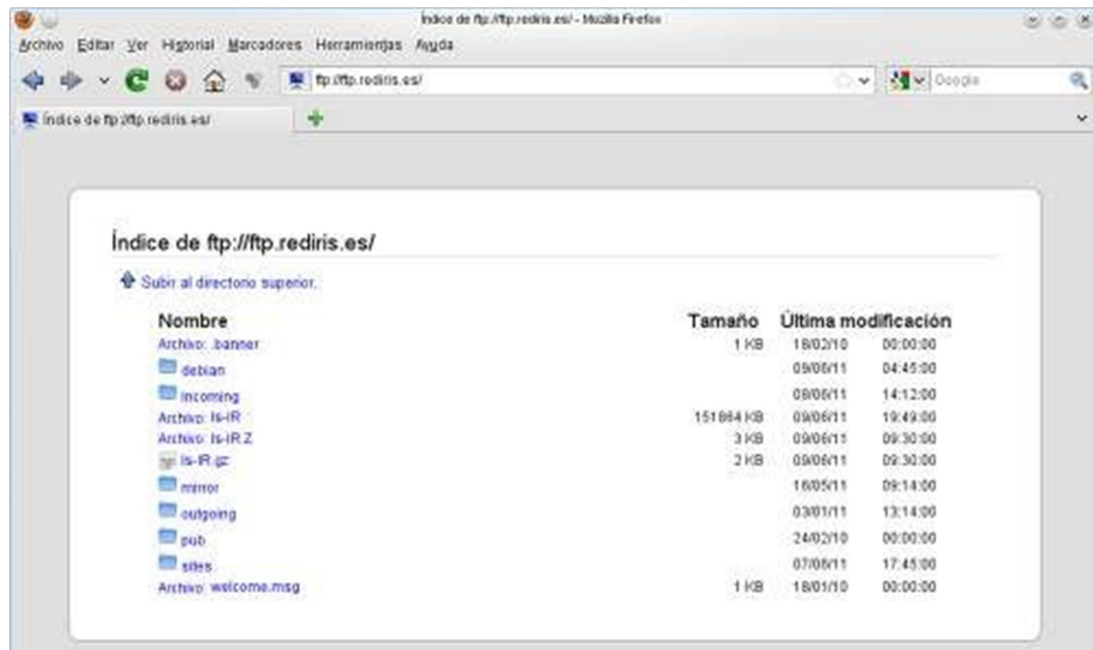 Índice de ftp://ftp.rediris.es/ - Mozilla Firefox
Archivo Editar Ver Historial Marcadores Herramientas Ayuda
ftp://ftp.rediris.es/ Google
Índice de ftp://ftp.rediris.es/
Índice de ftp://ftp.rediris.es/
Subir al directorio superior.
Nombre Tamaño Última modificación
Archivo: .banner 1 KB 18/02/10 00:00:00
debian 09/06/11 04:45:00
incoming 08/06/11 14:12:00
Archivo: ls-lR 151864 KB 09/06/11 19:49:00
Archivo: ls-lR.Z 3 KB 09/06/11 09:30:00
ls-lR.gz 2 KB 09/06/11 09:30:00
mirror 16/05/11 09:14:00
outgoing 03/01/11 13:14:00
pub 24/02/10 00:00:00
sites 07/06/11 17:45:00
Archivo: welcome.msg 1 KB 18/01/10 00:00:00